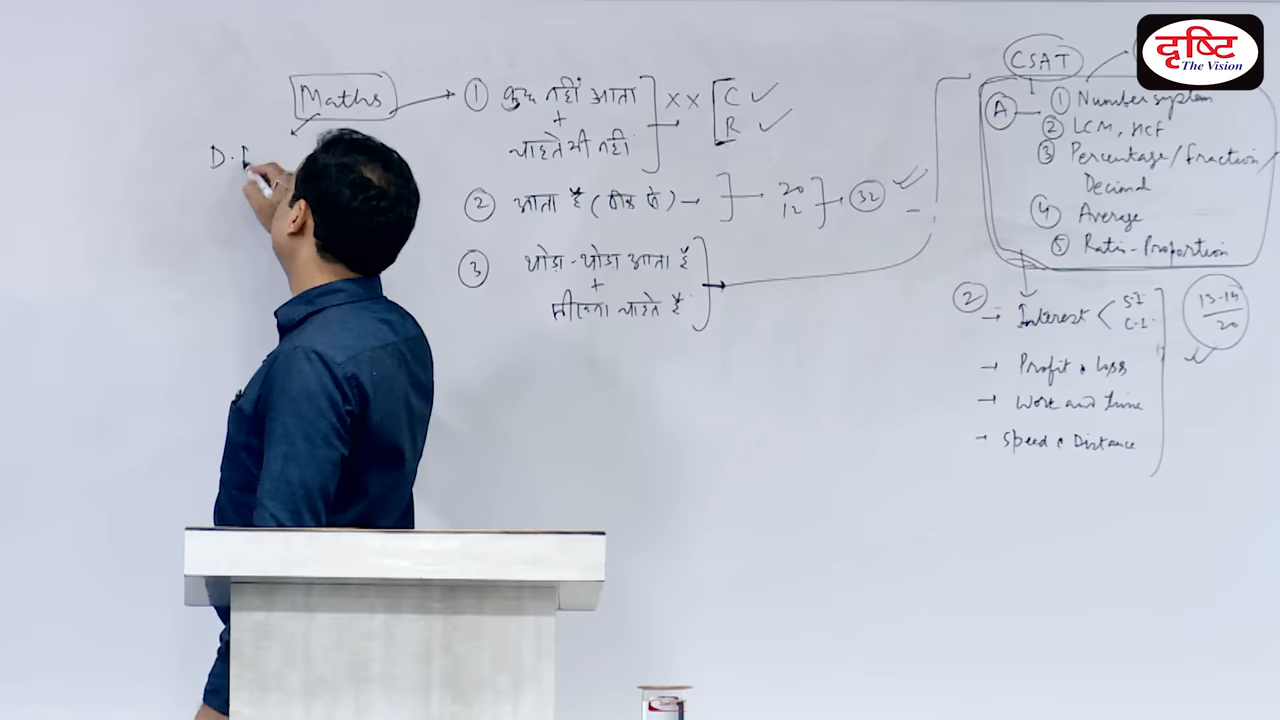 Maths
D.
① कुछ नहीं आता
+
चाहते भी नहीं
X X
C ✓
R ✓
② आता है (ठीक से) →
20
12
32
③ थोडा-थोडा आता है
+
सीखना चाहते हैं
CSAT
A
① Number system
② LCM, HCF
③ Percentage/fraction/
Decimal
④ Average
⑤ Ratio-Proportion
②
→ Interest < S.I
C.I.
→ Profit & Loss
→ Work and Time
→ Speed & Distance
20
दृष्टि
The Vision